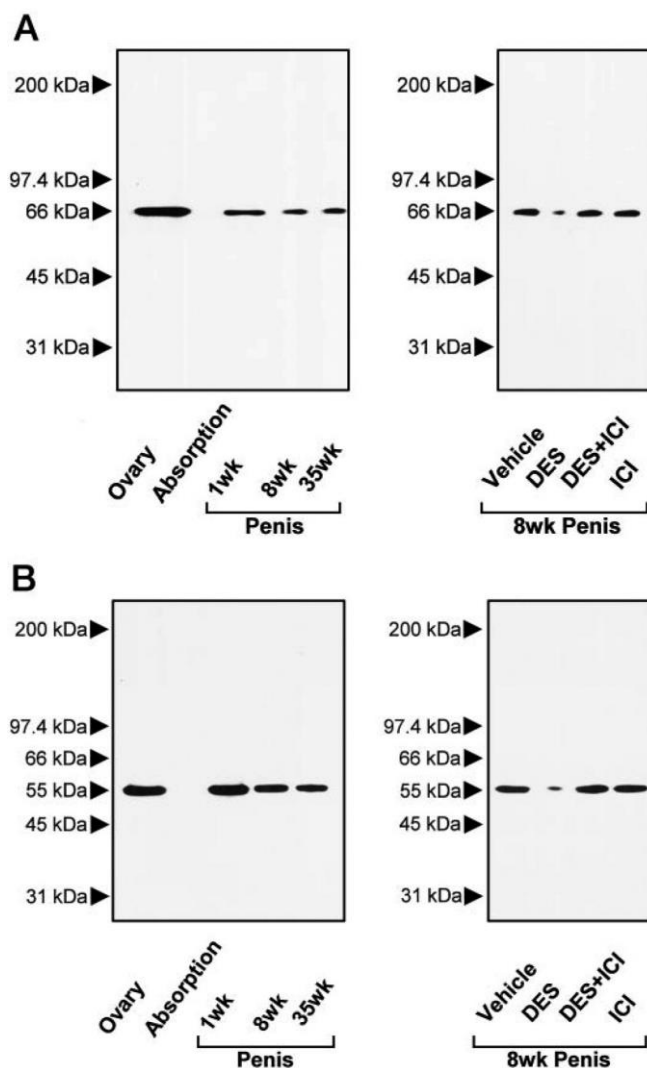 A
200 kDa 200 kDa
97.4 kDa 97.4 kDa
66 kDa 66 kDa
45 kDa 45 kDa
31 kDa 31 kDa
Ovary Absorption 1wk 8wk 35wk Vehicle DES DES+ICI ICI
Penis 8wk Penis
B
200 kDa 200 kDa
97.4 kDa 97.4 kDa
66 kDa 66 kDa
55 kDa 55 kDa
45 kDa 45 kDa
31 kDa 31 kDa
Ovary Absorption 1wk 8wk 35wk Vehicle DES DES+ICI ICI
Penis 8wk Penis